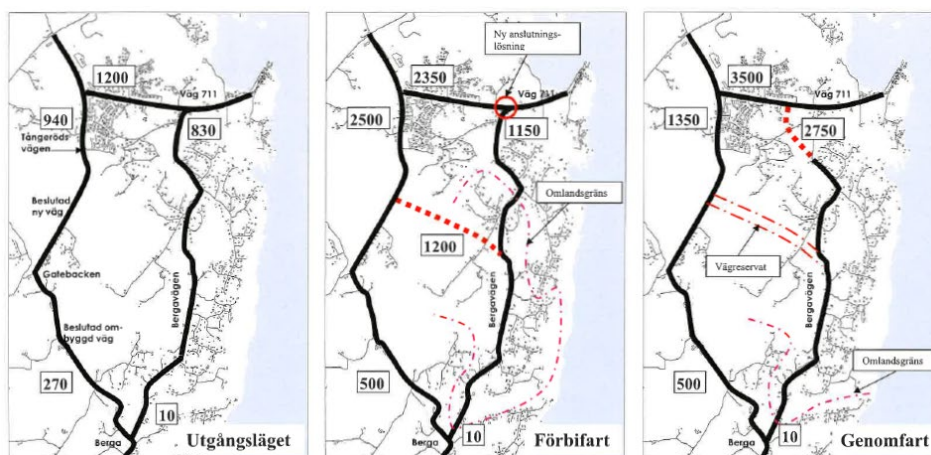 1200
Väg 711
940
830
Tångeröds
vägen
Beslutad
ny väg
Gatebacken
Bergavägen
Beslutad om-
byggd väg
270
10
Berga
Utgångsläget
Ny anslutnings-
lösning
2350
Väg 711
2500
1150
Omlandsgräns
1200
Bergavägen
500
10
Berga
Förbifart
3500
Väg 711
1350
2750
Vägreservat
Bergavägen
Omlandsgräns
500
10
Berga
Genomfart